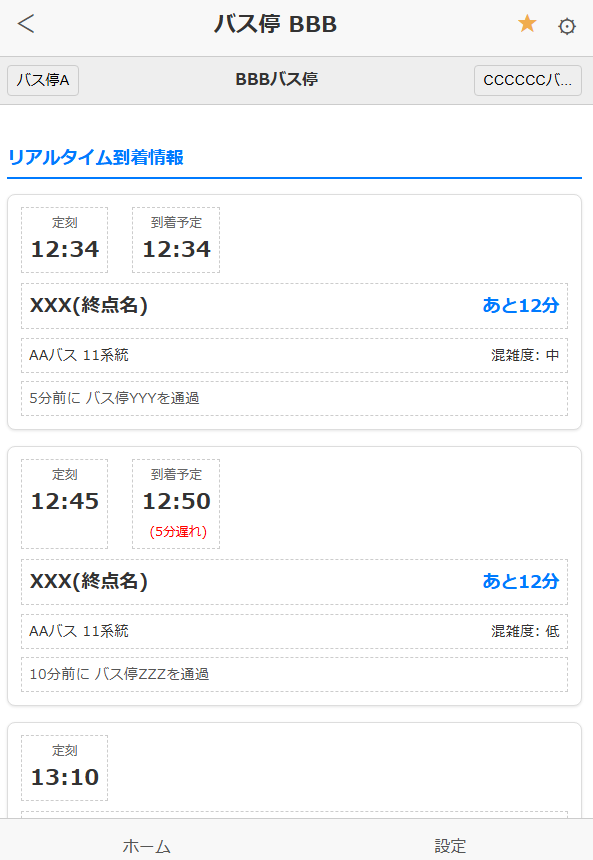 バス停 BBB
バス停A BBBバス停 CCCCCCバ...
リアルタイム到着情報
定刻 到着予定
12:34 12:34
XXX(終点名) あと12分
AAバス 11系統 混雑度: 中
5分前に バス停YYYを通過
定刻 到着予定
12:45 12:50
(5分遅れ)
XXX(終点名) あと12分
AAバス 11系統 混雑度: 低
10分前に バス停ZZZを通過
定刻
13:10
ホーム 設定